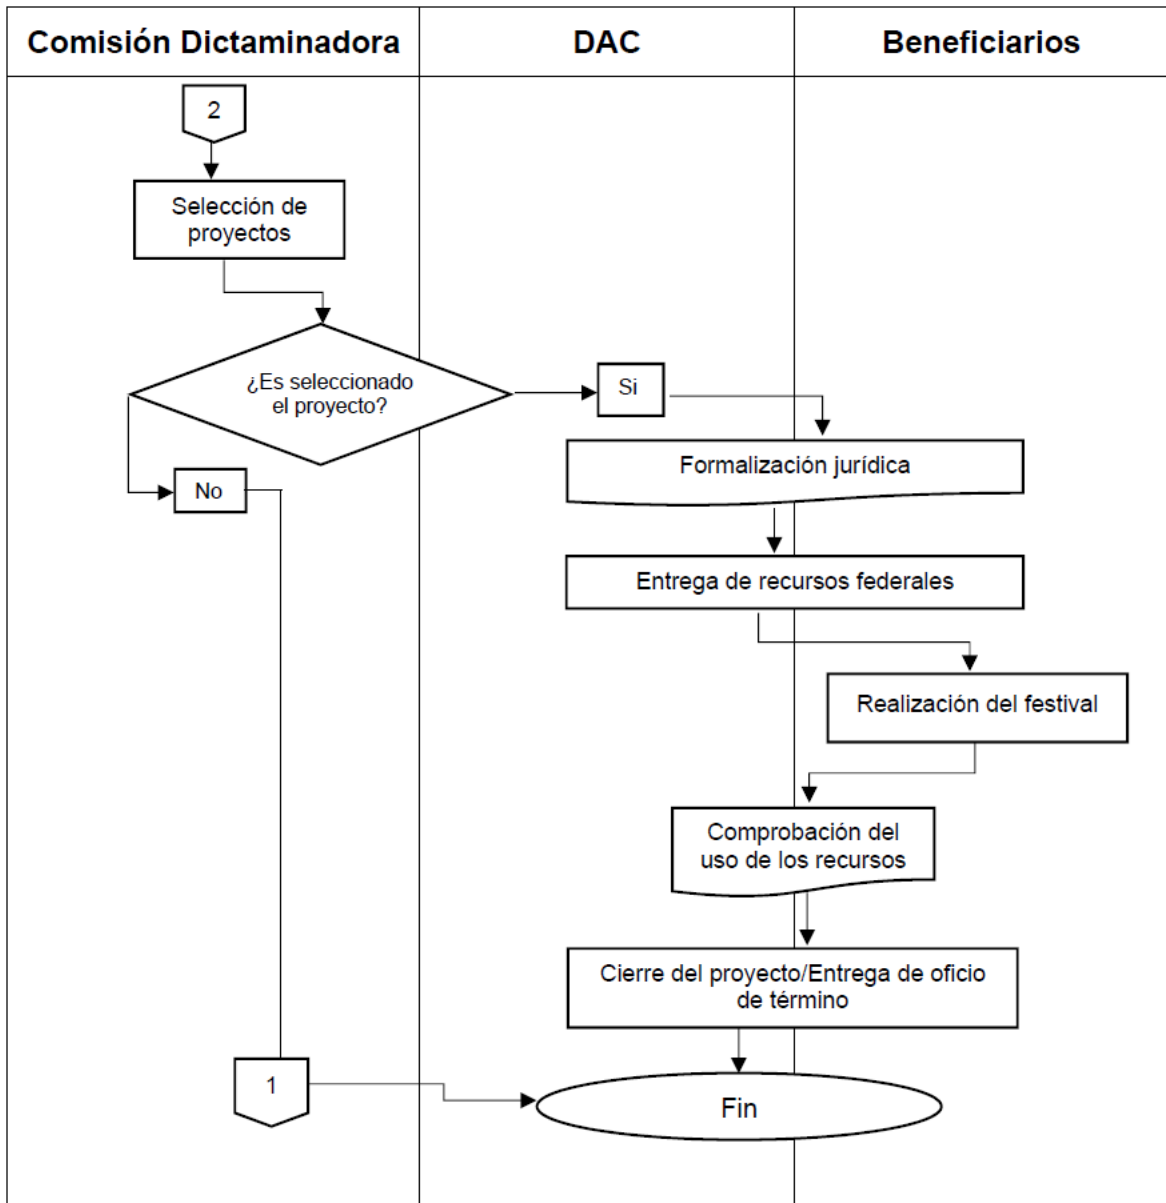 Comisión Dictaminadora
DAC
Beneficiarios
2
Selección de
proyectos
¿Es seleccionado
el proyecto?
Si
No
Formalización jurídica
Entrega de recursos federales
Realización del festival
Comprobación del
uso de los recursos
Cierre del proyecto/Entrega de oficio
de término
1
Fin